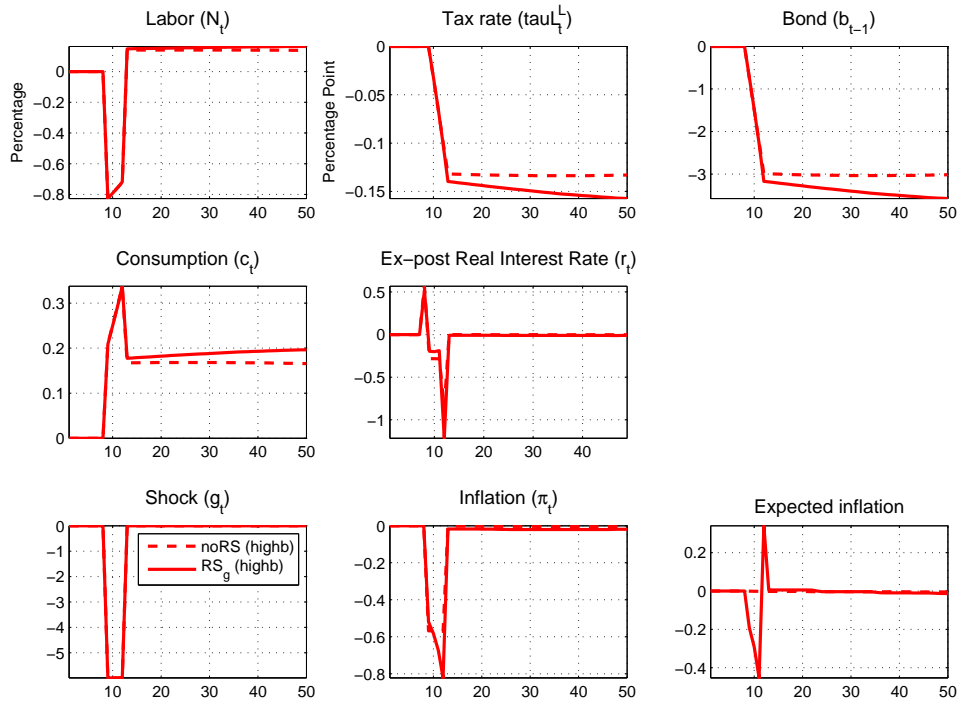 Labor (N_t)
Tax rate (tauL_t^L)
Bond (b_{t−1})
Percentage
0
−0.2
−0.4
−0.6
−0.8
10 20 30 40 50
Percentage Point
0
−0.05
−0.1
−0.15
10 20 30 40 50
0
−1
−2
−3
10 20 30 40 50
Consumption (c_t)
Ex−post Real Interest Rate (r_t)
0.3
0.2
0.1
0
10 20 30 40 50
0.5
0
−0.5
−1
10 20 30 40
Shock (g_t)
Inflation (π_t)
Expected inflation
0
−1
−2
−3
−4
−5
10 20 30 40 50
noRS (highb)
RS_g (highb)
0
−0.2
−0.4
−0.6
−0.8
10 20 30 40 50
0.2
0
−0.2
−0.4
10 20 30 40 50